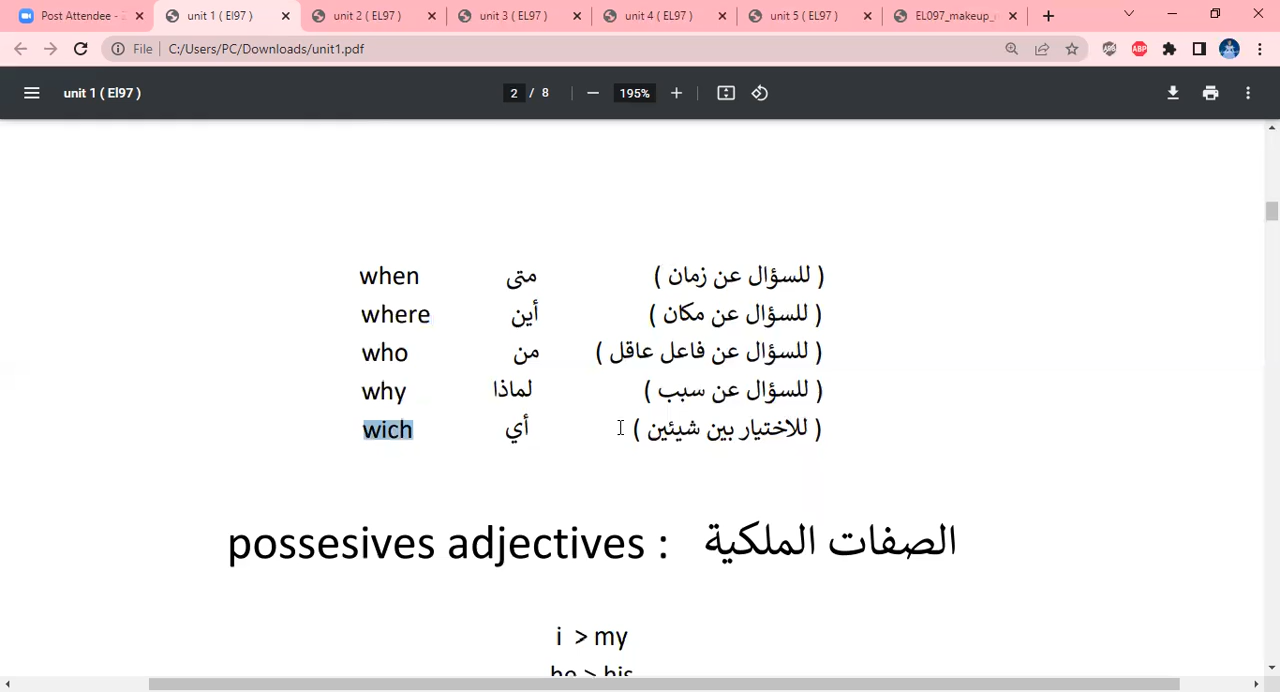 Post Attendee - Z
unit 1 ( El97 )
unit 2 ( EL97 )
unit 3 ( EL97 )
unit 4 ( EL97 )
unit 5 ( EL97 )
EL097_makeup_
File C:/Users/PC/Downloads/unit1.pdf
unit 1 ( El97 ) 2 / 8 195%
when متى ( للسؤال عن زمان )
where أين ( للسؤال عن مكان )
who من ( للسؤال عن فاعل عاقل )
why لماذا ( للسؤال عن سبب )
wich أي ( للاختيار بين شيئين )
possesives adjectives : الصفات الملكية
i > my
he > his